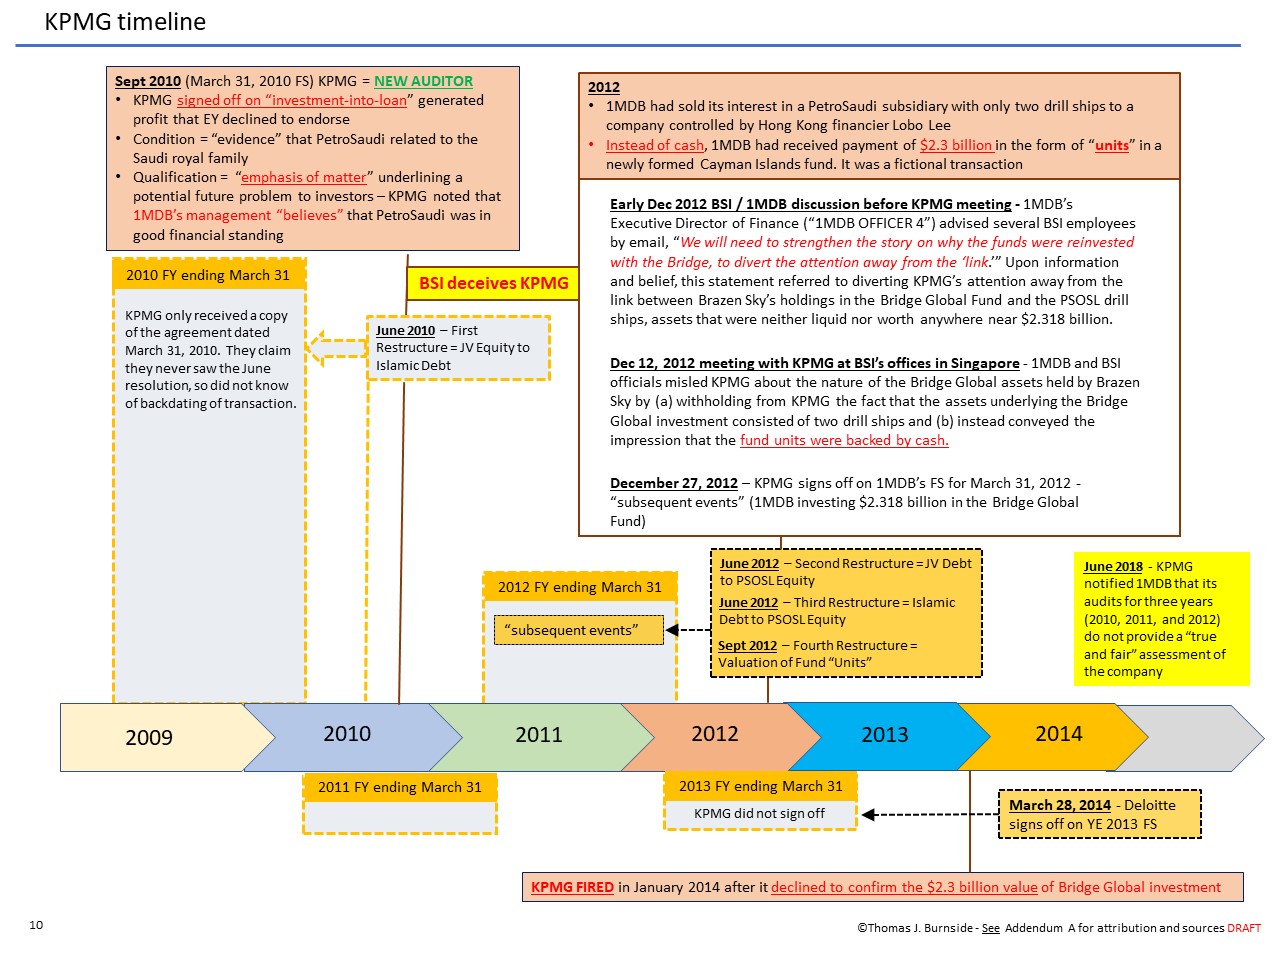 KPMG timeline
Sept 2010 (March 31, 2010 FS) KPMG = NEW AUDITOR
• KPMG signed off on “investment-into-loan” generated
profit that EY declined to endorse
• Condition = “evidence” that PetroSaudi related to the
Saudi royal family
• Qualification = “emphasis of matter” underlining a
potential future problem to investors – KPMG noted that
1MDB’s management “believes” that PetroSaudi was in
good financial standing
2012
• 1MDB had sold its interest in a PetroSaudi subsidiary with only two drill ships to a
company controlled by Hong Kong financier Lobo Lee
• Instead of cash, 1MDB had received payment of $2.3 billion in the form of “units” in a
newly formed Cayman Islands fund. It was a fictional transaction
Early Dec 2012 BSI / 1MDB discussion before KPMG meeting - 1MDB’s
Executive Director of Finance (“1MDB OFFICER 4”) advised several BSI employees
by email, “We will need to strengthen the story on why the funds were reinvested
with the Bridge, to divert the attention away from the ‘link.’” Upon information
and belief, this statement referred to diverting KPMG’s attention away from the
link between Brazen Sky’s holdings in the Bridge Global Fund and the PSOSL drill
ships, assets that were neither liquid nor worth anywhere near $2.318 billion.
Dec 12, 2012 meeting with KPMG at BSI’s offices in Singapore - 1MDB and BSI
officials misled KPMG about the nature of the Bridge Global assets held by Brazen
Sky by (a) withholding from KPMG the fact that the assets underlying the Bridge
Global investment consisted of two drill ships and (b) instead conveyed the
impression that the fund units were backed by cash.
December 27, 2012 – KPMG signs off on 1MDB’s FS for March 31, 2012 -
“subsequent events” (1MDB investing $2.318 billion in the Bridge Global
Fund)
BSI deceives KPMG
2010 FY ending March 31
KPMG only received a copy
of the agreement dated
March 31, 2010. They claim
they never saw the June
resolution, so did not know
of backdating of transaction.
June 2010 – First
Restructure = JV Equity to
Islamic Debt
2012 FY ending March 31
“subsequent events”
June 2012 – Second Restructure = JV Debt
to PSOSL Equity
June 2012 – Third Restructure = Islamic
Debt to PSOSL Equity
Sept 2012 – Fourth Restructure =
Valuation of Fund “Units”
June 2018 - KPMG
notified 1MDB that its
audits for three years
(2010, 2011, and 2012)
do not provide a “true
and fair” assessment of
the company
2009 2010 2011 2012 2013 2014
2011 FY ending March 31
2013 FY ending March 31
KPMG did not sign off
March 28, 2014 - Deloitte
signs off on YE 2013 FS
KPMG FIRED in January 2014 after it declined to confirm the $2.3 billion value of Bridge Global investment
10
©Thomas J. Burnside - See Addendum A for attribution and sources DRAFT